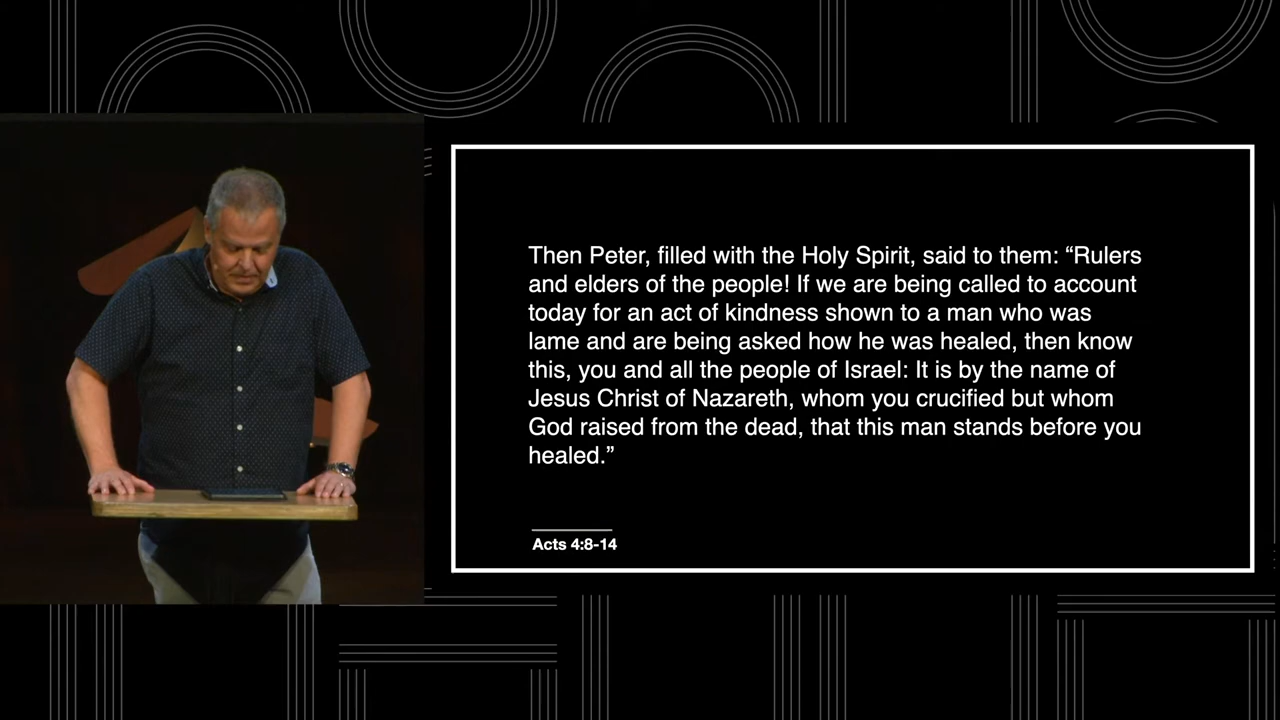 Then Peter, filled with the Holy Spirit, said to them: “Rulers
and elders of the people! If we are being called to account
today for an act of kindness shown to a man who was
lame and are being asked how he was healed, then know
this, you and all the people of Israel: It is by the name of
Jesus Christ of Nazareth, whom you crucified but whom
God raised from the dead, that this man stands before you
healed.”
Acts 4:8-14